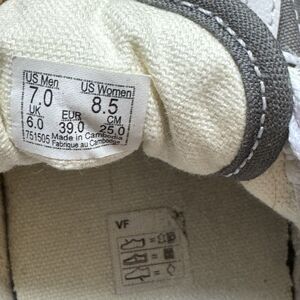 US Men US Women
7.0 8.5
UK EUR CM
6.0 39.0 25.0
751505 Made in Cambodia
Fabriqué au Cambodge
VF